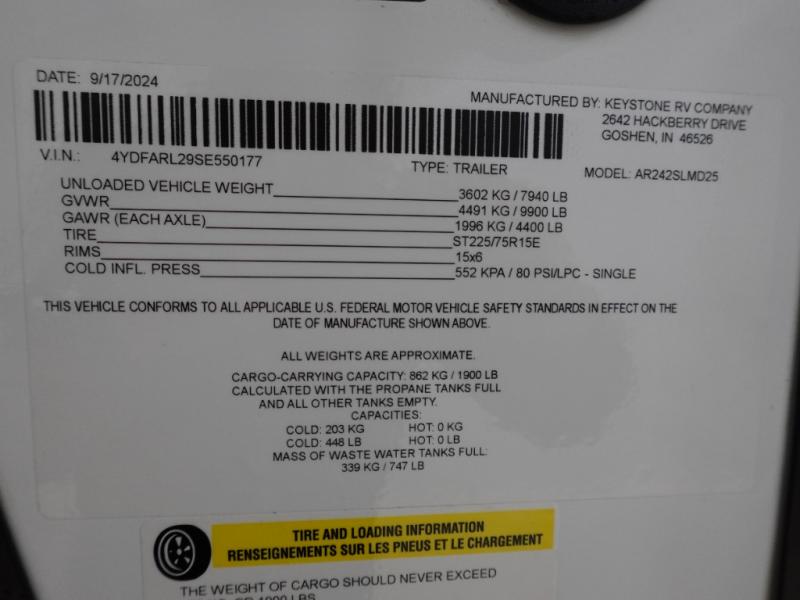 DATE: 9/17/2024
MANUFACTURED BY: KEYSTONE RV COMPANY
2642 HACKBERRY DRIVE
GOSHEN, IN 46526
V.I.N.: 4YDFARL29SE550177 TYPE: TRAILER MODEL: AR242SLMD25
UNLOADED VEHICLE WEIGHT 3602 KG / 7940 LB
GVWR 4491 KG / 9900 LB
GAWR (EACH AXLE) 1996 KG / 4400 LB
TIRE ST225/75R15E
RIMS 15x6
COLD INFL. PRESS 552 KPA / 80 PSI/LPC - SINGLE
THIS VEHICLE CONFORMS TO ALL APPLICABLE U.S. FEDERAL MOTOR VEHICLE SAFETY STANDARDS IN EFFECT ON THE
DATE OF MANUFACTURE SHOWN ABOVE.
ALL WEIGHTS ARE APPROXIMATE.
CARGO-CARRYING CAPACITY: 862 KG / 1900 LB
CALCULATED WITH THE PROPANE TANKS FULL
AND ALL OTHER TANKS EMPTY.
CAPACITIES:
COLD: 203 KG HOT: 0 KG
COLD: 448 LB HOT: 0 LB
MASS OF WASTE WATER TANKS FULL:
339 KG / 747 LB
TIRE AND LOADING INFORMATION
RENSEIGNEMENTS SUR LES PNEUS ET LE CHARGEMENT
THE WEIGHT OF CARGO SHOULD NEVER EXCEED